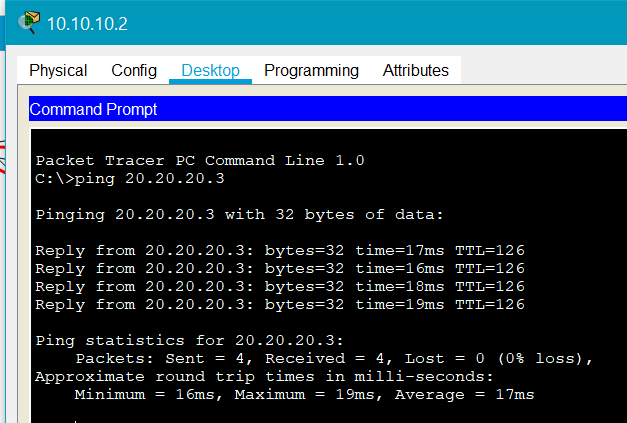 10.10.10.2
Physical Config Desktop Programming Attributes
Command Prompt
Packet Tracer PC Command Line 1.0
C:\>ping 20.20.20.3
Pinging 20.20.20.3 with 32 bytes of data:
Reply from 20.20.20.3: bytes=32 time=17ms TTL=126
Reply from 20.20.20.3: bytes=32 time=16ms TTL=126
Reply from 20.20.20.3: bytes=32 time=18ms TTL=126
Reply from 20.20.20.3: bytes=32 time=19ms TTL=126
Ping statistics for 20.20.20.3:
Packets: Sent = 4, Received = 4, Lost = 0 (0% loss),
Approximate round trip times in milli-seconds:
Minimum = 16ms, Maximum = 19ms, Average = 17ms